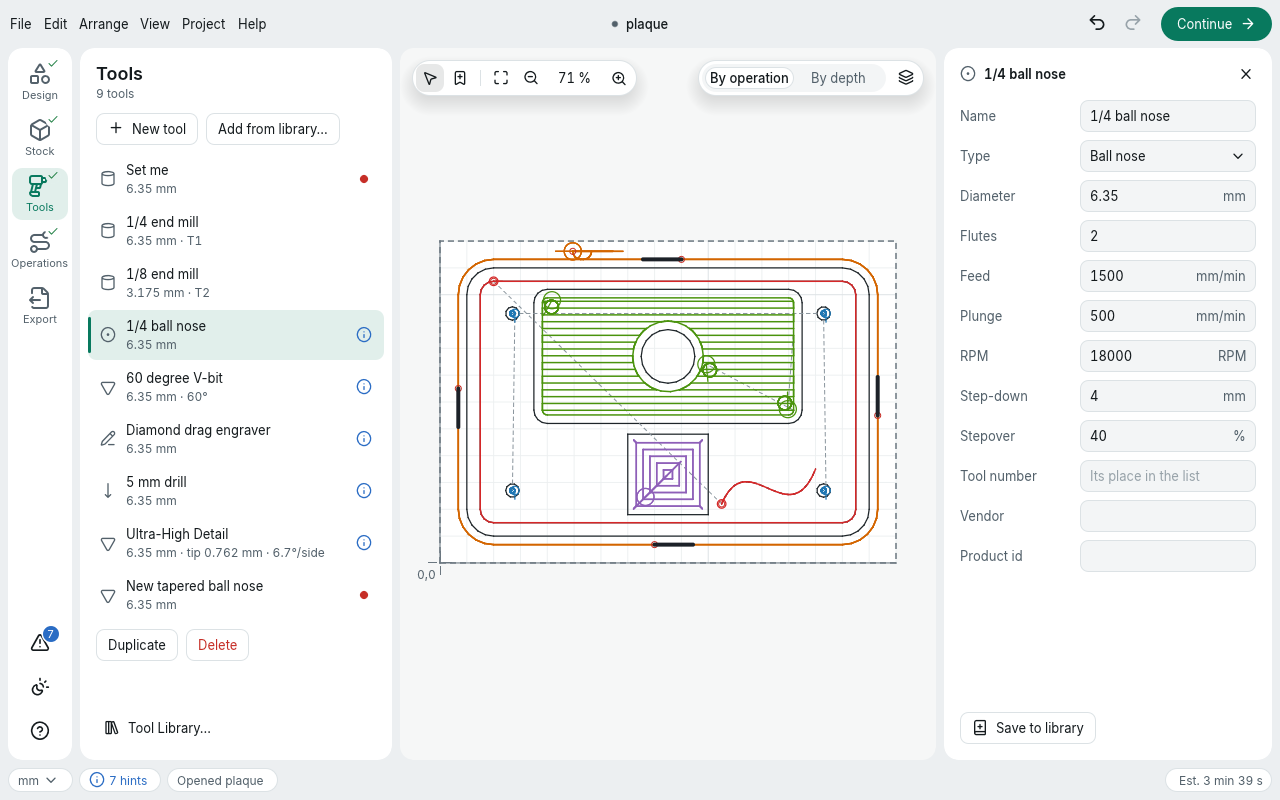 File Edit Arrange View Project Help
plaque
Continue
Design
Stock
Tools
Operations
Export
7
Tools
9 tools
New tool
Add from library...
Set me
6.35 mm
1/4 end mill
6.35 mm · T1
1/8 end mill
3.175 mm · T2
1/4 ball nose
6.35 mm
60 degree V-bit
6.35 mm · 60°
Diamond drag engraver
6.35 mm
5 mm drill
6.35 mm
Ultra-High Detail
6.35 mm · tip 0.762 mm · 6.7°/side
New tapered ball nose
6.35 mm
Duplicate
Delete
Tool Library...
71 %
By operation
By depth
0,0
1/4 ball nose
Name 1/4 ball nose
Type Ball nose
Diameter 6.35 mm
Flutes 2
Feed 1500 mm/min
Plunge 500 mm/min
RPM 18000 RPM
Step-down 4 mm
Stepover 40 %
Tool number Its place in the list
Vendor
Product id
Save to library
mm
7 hints
Opened plaque
Est. 3 min 39 s